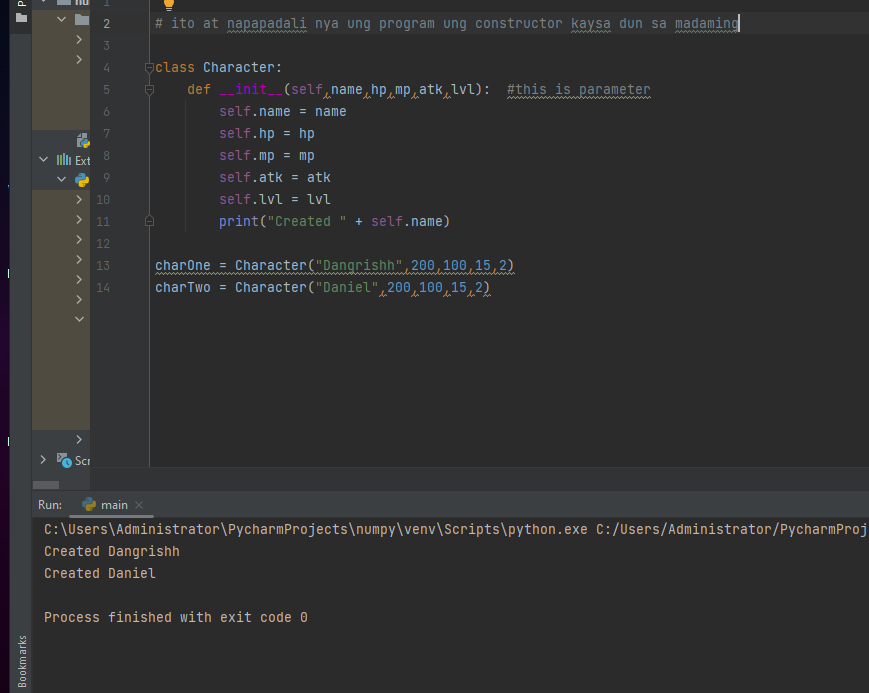 1
2 # ito at napapadali nya ung program ung constructor kaysa dun sa madaming
3
4 class Character:
5 def __init__(self,name,hp,mp,atk,lvl): #this is parameter
6 self.name = name
7 self.hp = hp
8 self.mp = mp
9 self.atk = atk
10 self.lvl = lvl
11 print("Created " + self.name)
12
13 charOne = Character("Dangrishh",200,100,15,2)
14 charTwo = Character("Daniel",200,100,15,2)
Ext
Scr
Run: main
C:\Users\Administrator\PycharmProjects\numpy\venv\Scripts\python.exe C:/Users/Administrator/PycharmProj
Created Dangrishh
Created Daniel
Process finished with exit code 0
Bookmarks